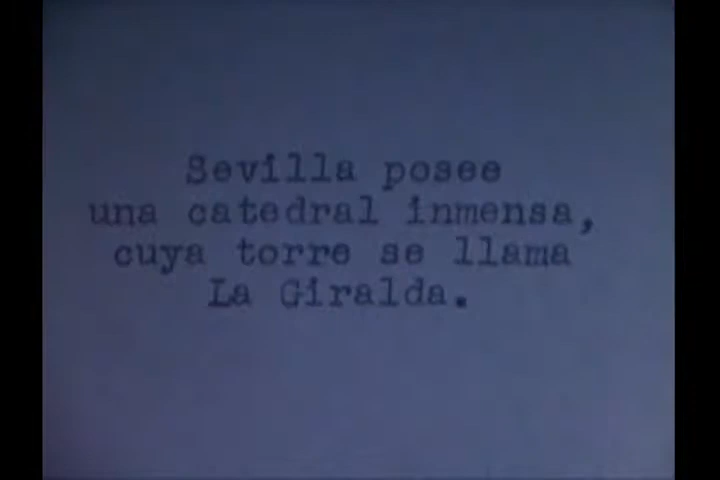 Sevilla posee
una catedral inmensa,
cuya torre se llama
La Giralda.